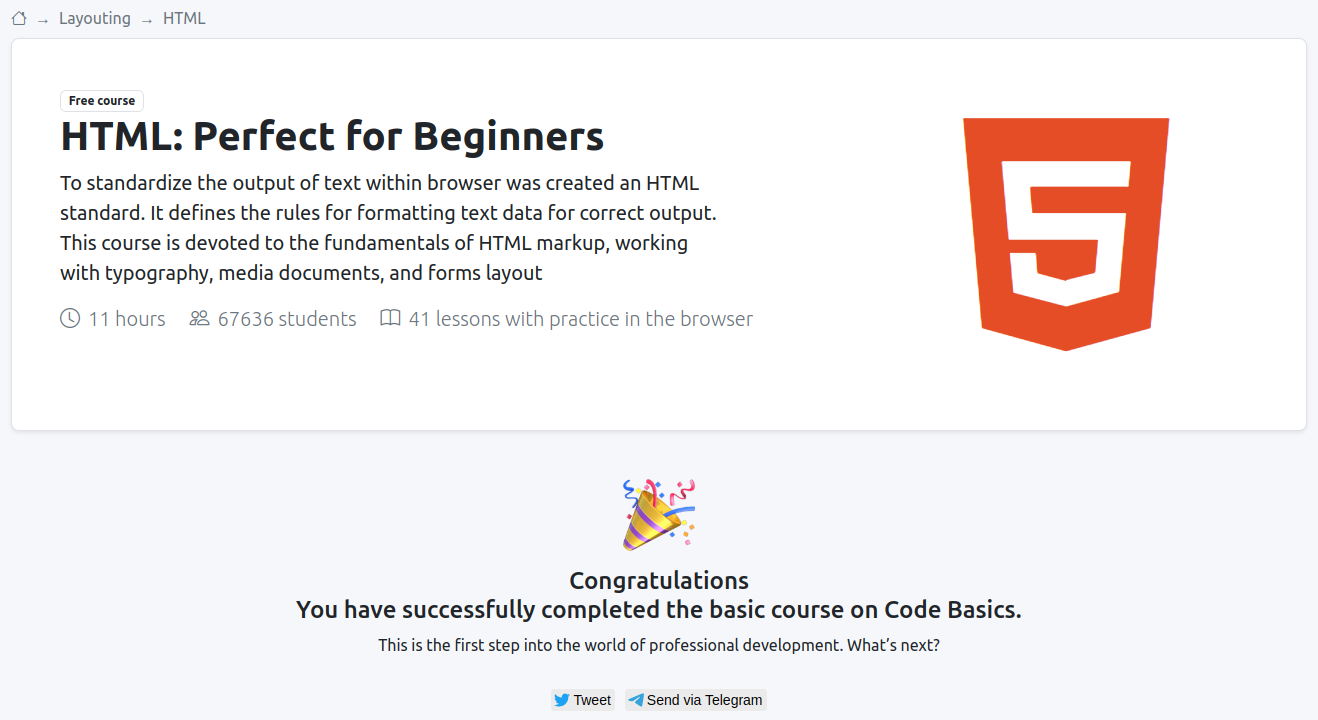 → Layouting → HTML
Free course
HTML: Perfect for Beginners
To standardize the output of text within browser was created an HTML
standard. It defines the rules for formatting text data for correct output.
This course is devoted to the fundamentals of HTML markup, working
with typography, media documents, and forms layout
11 hours 67636 students 41 lessons with practice in the browser
5
Congratulations
You have successfully completed the basic course on Code Basics.
This is the first step into the world of professional development. What’s next?
Tweet Send via Telegram